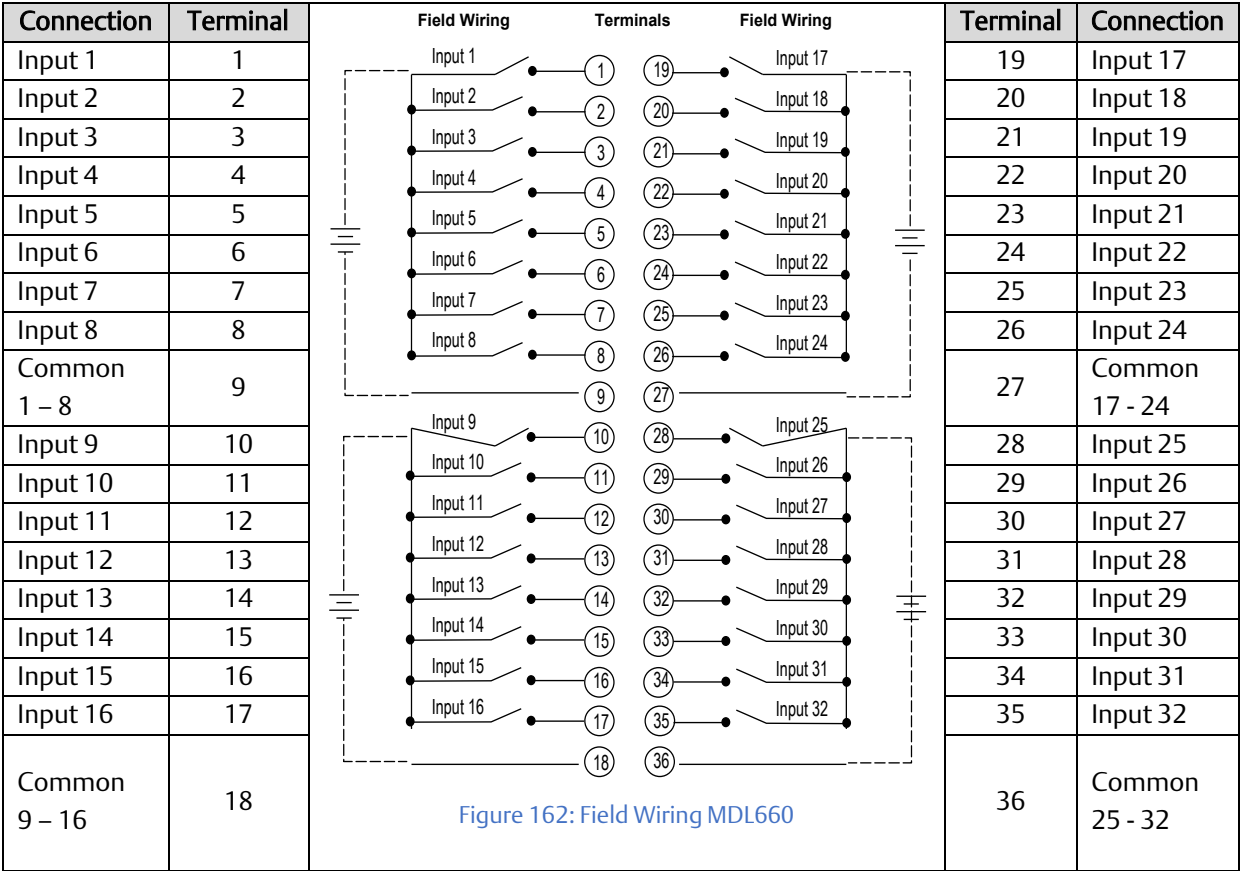 Connection Terminal Field Wiring Terminals Field Wiring Terminal Connection
Input 1 1 Input 1 1 19 Input 17 19 Input 17
Input 2 2 Input 2 2 20 Input 18 20 Input 18
Input 3 3 Input 3 3 21 Input 19 21 Input 19
Input 4 4 Input 4 4 22 Input 20 22 Input 20
Input 5 5 Input 5 5 23 Input 21 23 Input 21
Input 6 6 Input 6 6 24 Input 22 24 Input 22
Input 7 7 Input 7 7 25 Input 23 25 Input 23
Input 8 8 Input 8 8 26 Input 24 26 Input 24
Common
1 – 8 9 9 27 27 Common
17 - 24
Input 9 10 Input 9 10 28 Input 25 28 Input 25
Input 10 11 Input 10 11 29 Input 26 29 Input 26
Input 11 12 Input 11 12 30 Input 27 30 Input 27
Input 12 13 Input 12 13 31 Input 28 31 Input 28
Input 13 14 Input 13 14 32 Input 29 32 Input 29
Input 14 15 Input 14 15 33 Input 30 33 Input 30
Input 15 16 Input 15 16 34 Input 31 34 Input 31
Input 16 17 Input 16 17 35 Input 32 35 Input 32
Common
9 – 16 18 18 36 36 Common
25 - 32
Figure 162: Field Wiring MDL660